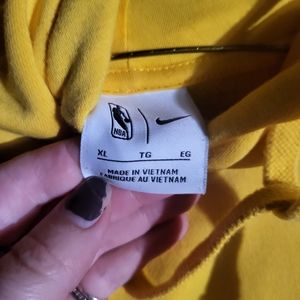 NBA
XL TG EG
MADE IN VIETNAM
FABRIQUE AU VIETNAM